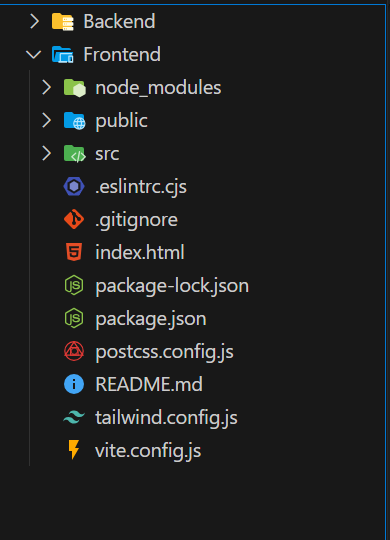 Backend
Frontend
node_modules
public
src
.eslintrc.cjs
.gitignore
index.html
package-lock.json
package.json
postcss.config.js
README.md
tailwind.config.js
vite.config.js